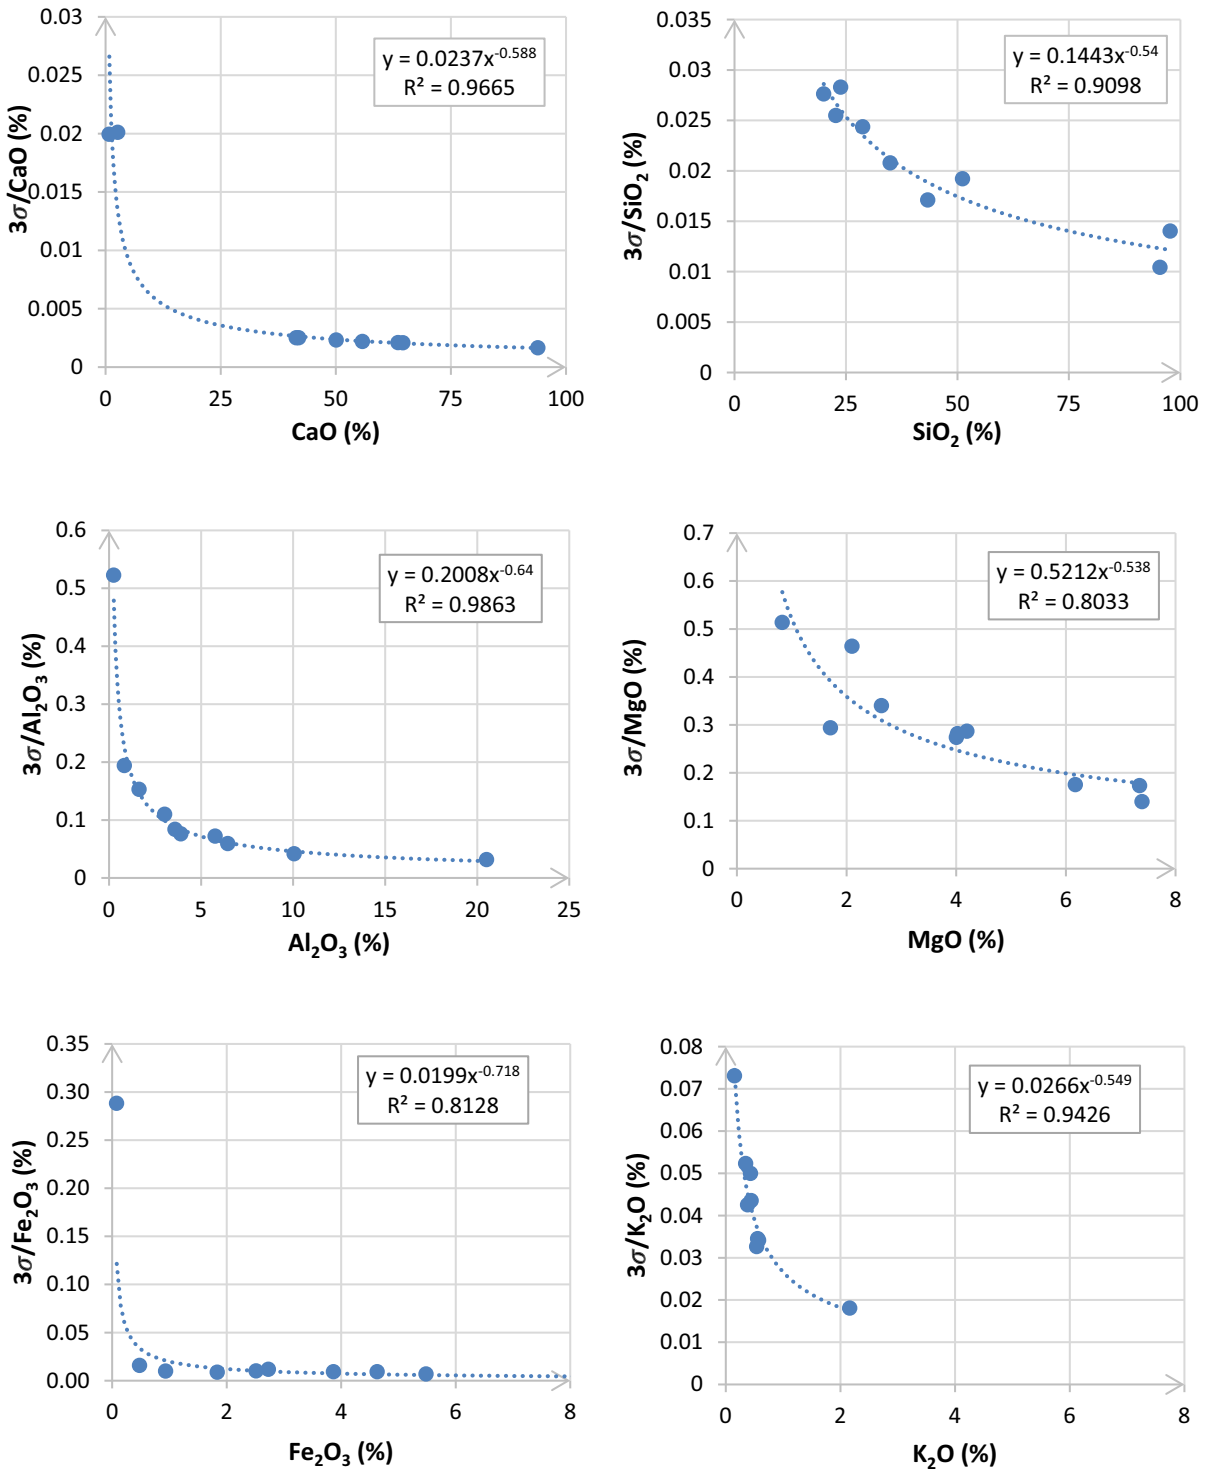 0.03
0.025
0.02
0.015
0.01
0.005
0
3σ/CaO (%)
y = 0.0237x^-0.588
R² = 0.9665
0 25 50 75 100
CaO (%)
0.035
0.03
0.025
0.02
0.015
0.01
0.005
0
3σ/SiO₂ (%)
y = 0.1443x^-0.54
R² = 0.9098
0 25 50 75 100
SiO₂ (%)
0.6
0.5
0.4
0.3
0.2
0.1
0
3σ/Al₂O₃ (%)
y = 0.2008x^-0.64
R² = 0.9863
0 5 10 15 20 25
Al₂O₃ (%)
0.7
0.6
0.5
0.4
0.3
0.2
0.1
0
3σ/MgO (%)
y = 0.5212x^-0.538
R² = 0.8033
0 2 4 6 8
MgO (%)
0.35
0.30
0.25
0.20
0.15
0.10
0.05
0.00
3σ/Fe₂O₃ (%)
y = 0.0199x^-0.718
R² = 0.8128
0 2 4 6 8
Fe₂O₃ (%)
0.08
0.07
0.06
0.05
0.04
0.03
0.02
0.01
0
3σ/K₂O (%)
y = 0.0266x^-0.549
R² = 0.9426
0 2 4 6 8
K₂O (%)